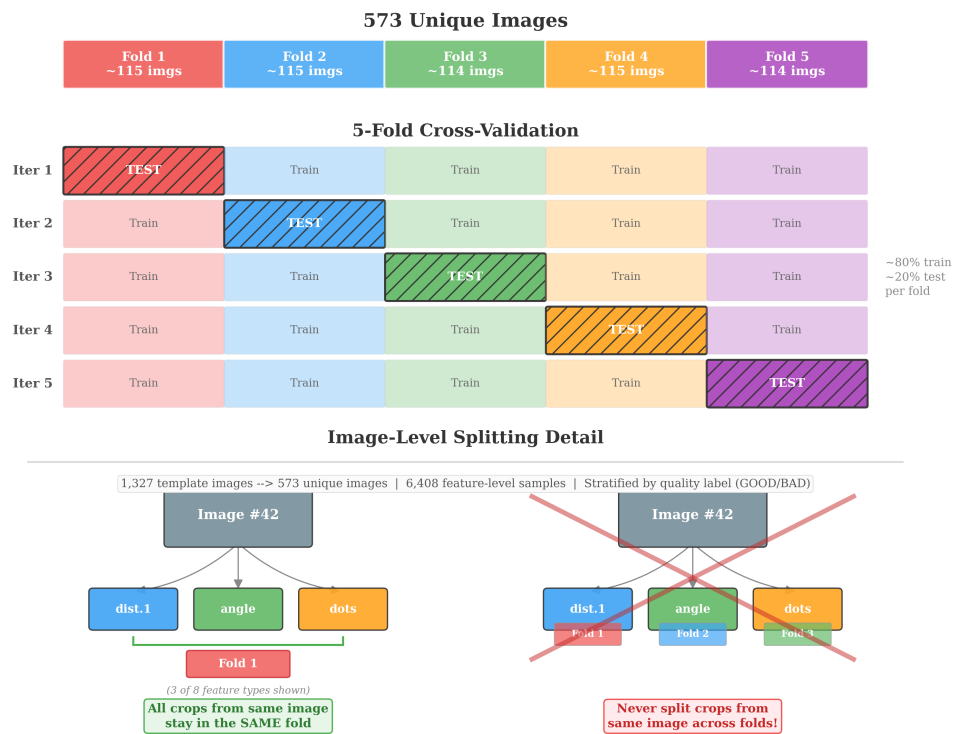 573 Unique Images
Fold 1
~115 imgs
Fold 2
~115 imgs
Fold 3
~114 imgs
Fold 4
~115 imgs
Fold 5
~114 imgs
5-Fold Cross-Validation
Iter 1
TEST
Train
Train
Train
Train
Iter 2
Train
TEST
Train
Train
Train
Iter 3
Train
Train
TEST
Train
Train
~80% train
~20% test
per fold
Iter 4
Train
Train
Train
TEST
Train
Iter 5
Train
Train
Train
Train
TEST
Image-Level Splitting Detail
1,327 template images --> 573 unique images | 6,408 feature-level samples | Stratified by quality label (GOOD/BAD)
Image #42
dist.1
angle
dots
Fold 1
(3 of 8 feature types shown)
All crops from same image
stay in the SAME fold
Image #42
dist.1
angle
dots
Fold 1
Fold 2
Fold 3
Never split crops from
same image across folds!